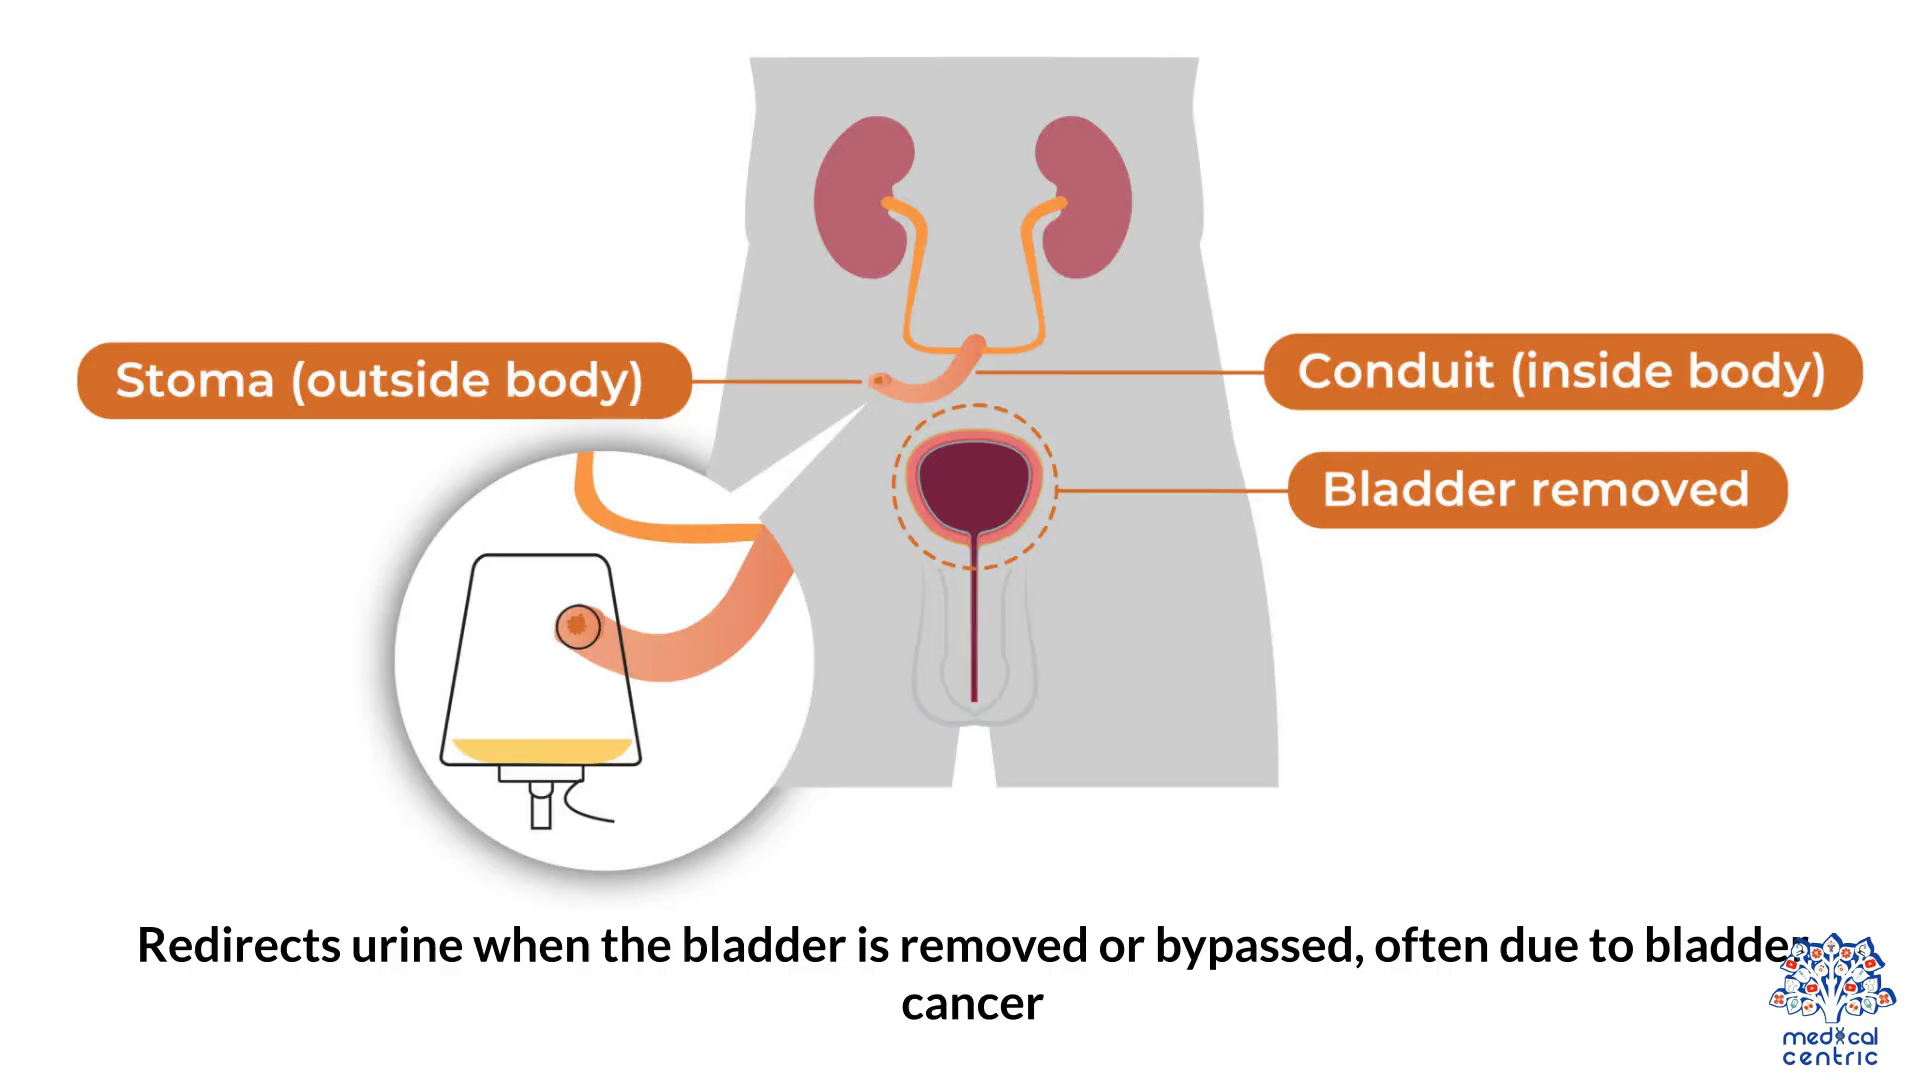 Stoma (outside body)
Conduit (inside body)
Bladder removed
Redirects urine when the bladder is removed or bypassed, often due to bladder
cancer
medical
centric